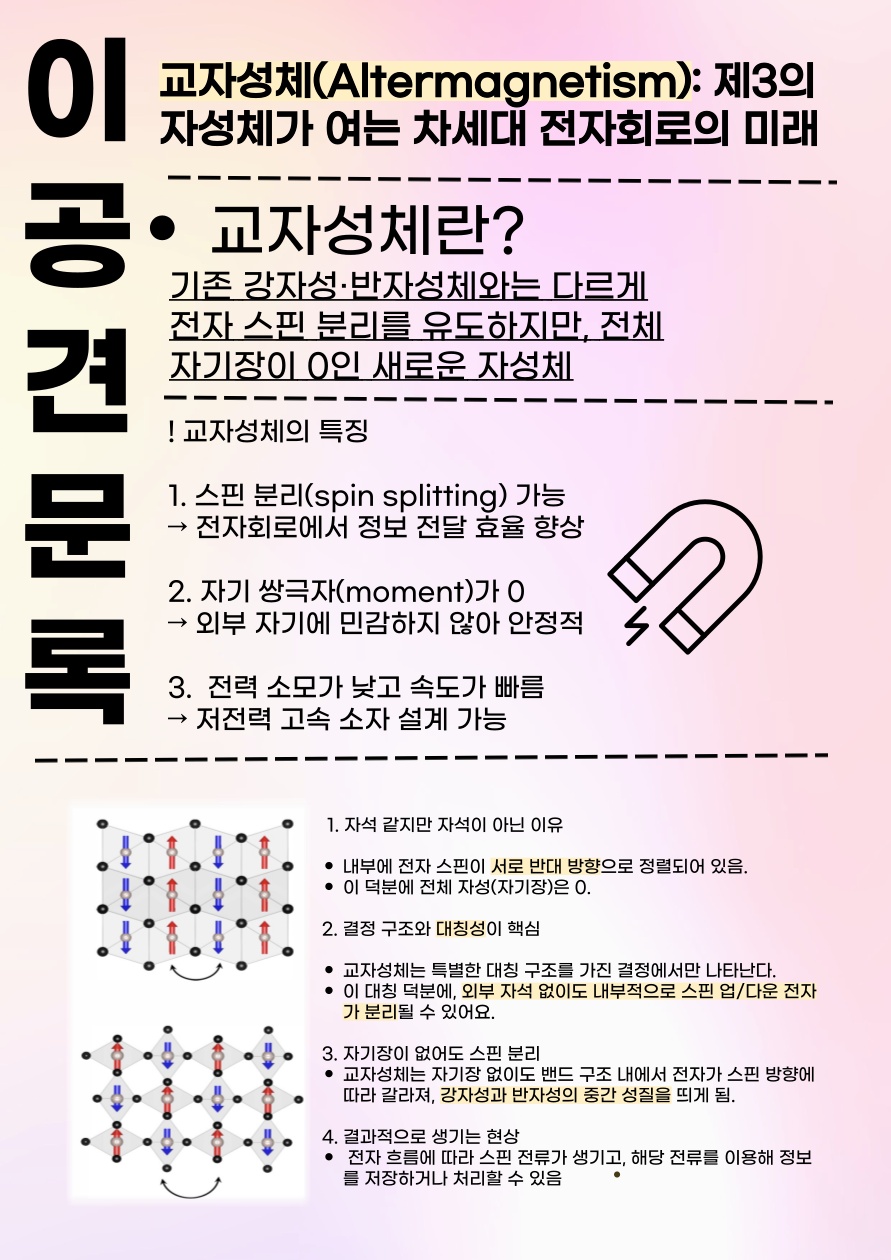 이공견문록
교자성체(Altermagnetism): 제3의
자성체가 여는 차세대 전자회로의 미래
• 교자성체란?
기존 강자성·반자성체와는 다르게
전자 스핀 분리를 유도하지만, 전체
자기장이 0인 새로운 자성체
! 교자성체의 특징
1. 스핀 분리(spin splitting) 가능
→ 전자회로에서 정보 전달 효율 향상
2. 자기 쌍극자(moment)가 0
→ 외부 자기에 민감하지 않아 안정적
3. 전력 소모가 낮고 속도가 빠름
→ 저전력 고속 소자 설계 가능
1. 자석 같지만 자석이 아닌 이유
• 내부에 전자 스핀이 서로 반대 방향으로 정렬되어 있음.
• 이 덕분에 전체 자성(자기장)은 0.
2. 결정 구조와 대칭성이 핵심
• 교자성체는 특별한 대칭 구조를 가진 결정에서만 나타난다.
• 이 대칭 덕분에, 외부 자석 없이도 내부적으로 스핀 업/다운 전자
가 분리될 수 있어요.
3. 자기장이 없어도 스핀 분리
• 교자성체는 자기장 없이도 밴드 구조 내에서 전자가 스핀 방향에
따라 갈라져, 강자성과 반자성의 중간 성질을 띄게 됨.
4. 결과적으로 생기는 현상
• 전자 흐름에 따라 스핀 전류가 생기고, 해당 전류를 이용해 정보
를 저장하거나 처리할 수 있음